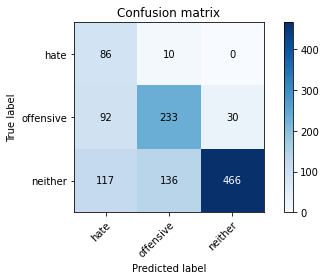 Confusion matrix
hate 86 10 0
offensive 92 233 30
neither 117 136 466
hate offensive neither
True label
Predicted label
400
300
200
100
0